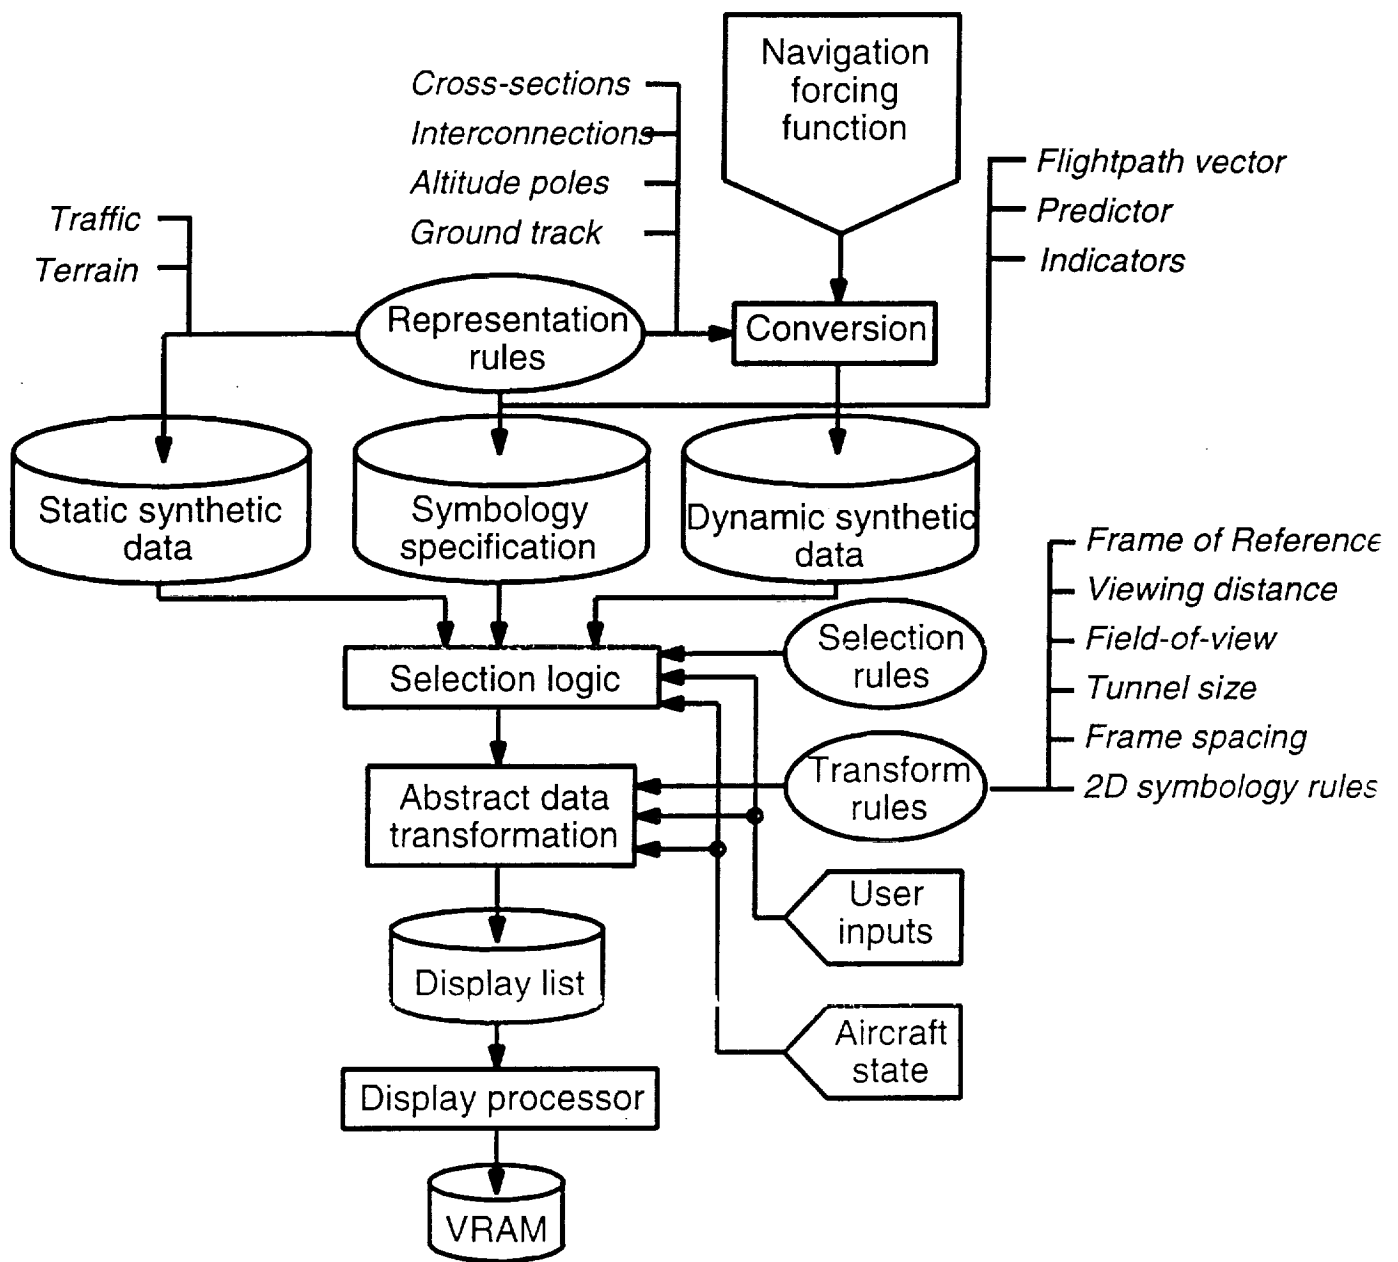 Navigation
forcing
function
Cross-sections
Interconnections
Altitude poles
Ground track
Flightpath vector
Predictor
Indicators
Traffic
Terrain
Representation
rules
Conversion
Static synthetic
data
Symbology
specification
Dynamic synthetic
data
Frame of Reference
Viewing distance
Field-of-view
Tunnel size
Frame spacing
2D symbology rules
Selection
rules
Selection logic
Transform
rules
Abstract data
transformation
User
inputs
Display list
Aircraft
state
Display processor
VRAM